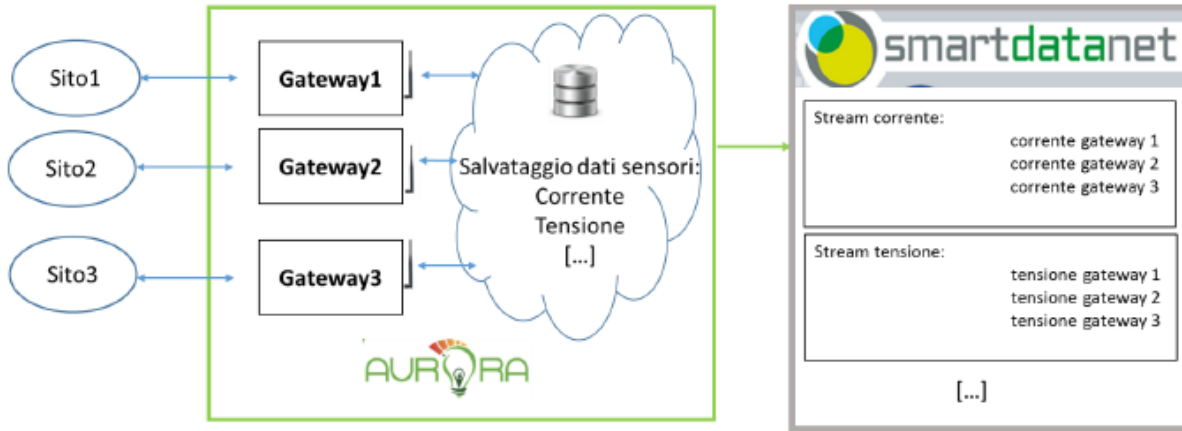 Sito1
Gateway1
Sito2
Gateway2
Sito3
Gateway3
Salvataggio dati sensori:
Corrente
Tensione
[...]
AURORA
smartdatanet
Stream corrente:
corrente gateway 1
corrente gateway 2
corrente gateway 3
Stream tensione:
tensione gateway 1
tensione gateway 2
tensione gateway 3
[...]